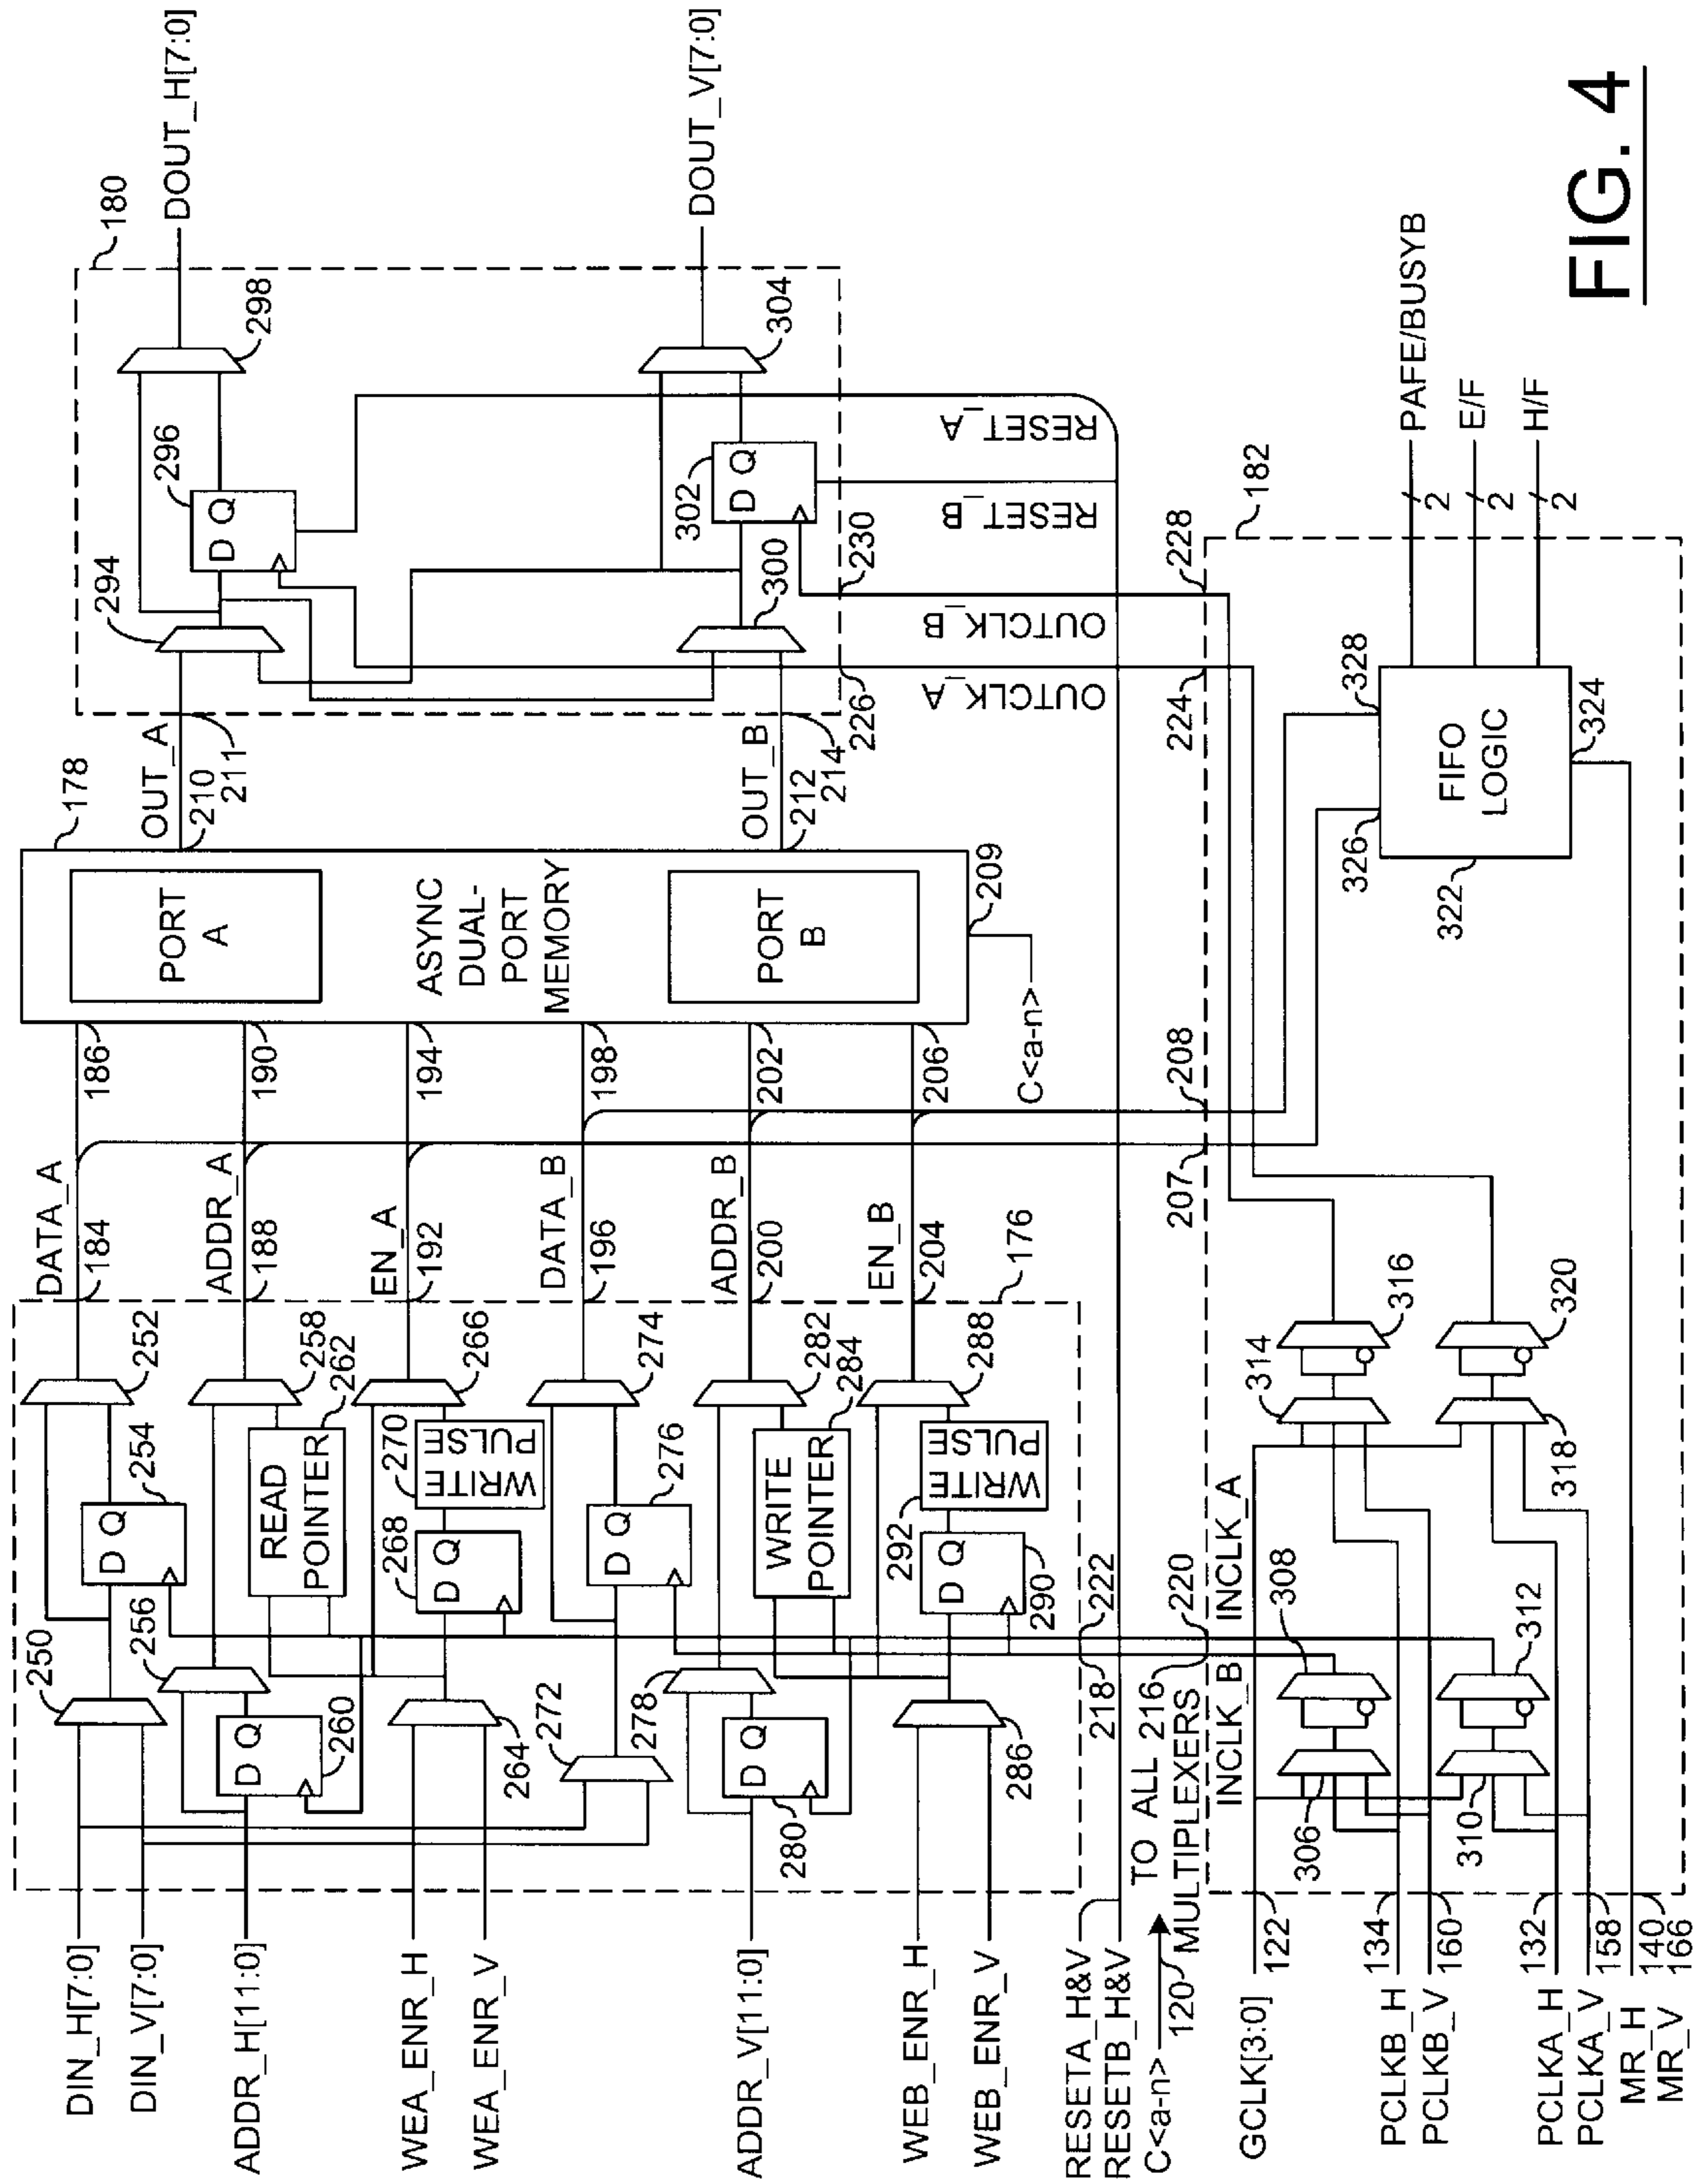 DIN_H[7:0]
DIN_V[7:0]
ADDR_H[11:0]
WEA_ENR_H
WEA_ENR_V
ADDR_V[11:0]
WEB_ENR_H
WEB_ENR_V
RESETA_H&V
RESETB_H&V
C<a-n>
120
TO ALL
MULTIPLEXERS
GCLK[3:0]
122
PCLKB_H
134
PCLKB_V
160
PCLKA_H
132
PCLKA_V
158
MR_H
140
MR_V
166
250
252
254
D Q
256
258
260
D Q
READ
POINTER
262
264
266
268
D Q
270
WRITE
PULSE
272
274
276
D Q
278
280
D Q
282
WRITE
POINTER
284
286
288
290
D Q
292
WRITE
PULSE
176
DATA_A
184
186
ADDR_A
188
190
EN_A
192
194
DATA_B
196
198
ADDR_B
200
202
EN_B
204
206
178
PORT
A
ASYNC
DUAL-
PORT
MEMORY
PORT
B
209
C<a-n>
OUT_A
210
211
OUT_B
212
214
180
294
296
D Q
298
300
302
D Q
304
DOUT_H[7:0]
DOUT_V[7:0]
RESET_A
RESET_B
OUTCLK_B
OUTCLK_A
226
230
224
228
222
218
216
220
INCLK_B
INCLK_A
207
208
182
306
308
310
312
314
316
318
320
FIFO
LOGIC
322
324
326
328
PAFE/BUSYB
2
E/F
2
H/F
2
FIG. 4